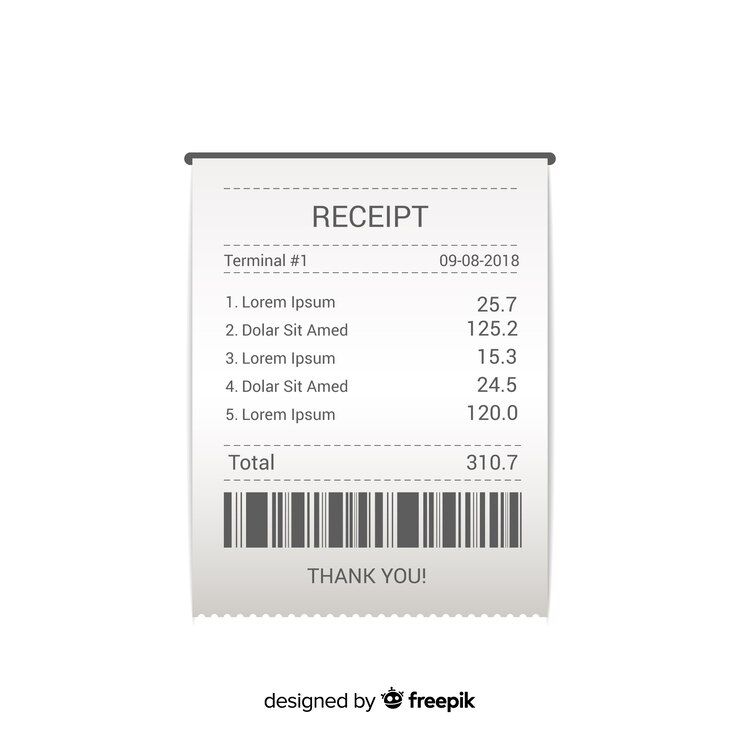 RECEIPT
Terminal #1 09-08-2018
1. Lorem Ipsum 25.7
2. Dolar Sit Amed 125.2
3. Lorem Ipsum 15.3
4. Dolar Sit Amed 24.5
5. Lorem Ipsum 120.0
Total 310.7
THANK YOU!
designed by freepik